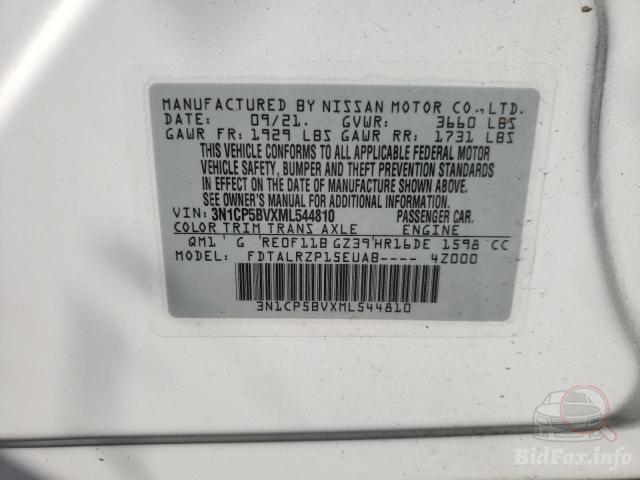 MANUFACTURED BY NISSAN MOTOR CO.,LTD.
DATE: 09/21. GVWR: 3660 LBS
GAWR FR: 1929 LBS GAWR RR: 1731 LBS
THIS VEHICLE CONFORMS TO ALL APPLICABLE FEDERAL MOTOR
VEHICLE SAFETY, BUMPER AND THEFT PREVENTION STANDARDS
IN EFFECT ON THE DATE OF MANUFACTURE SHOWN ABOVE.
SEE OWNER'S MANUAL FOR ADDITIONAL INFORMATION.
VIN: 3N1CP5BVXML544810 PASSENGER CAR.
COLOR TRIM TRANS AXLE ENGINE
QM1 G RE0F11B GZ39 HR16DE 1598 CC
MODEL: FDTALRZP15EUAB---- 4Z000
3N1CP5BVXML544810
BidFax.info